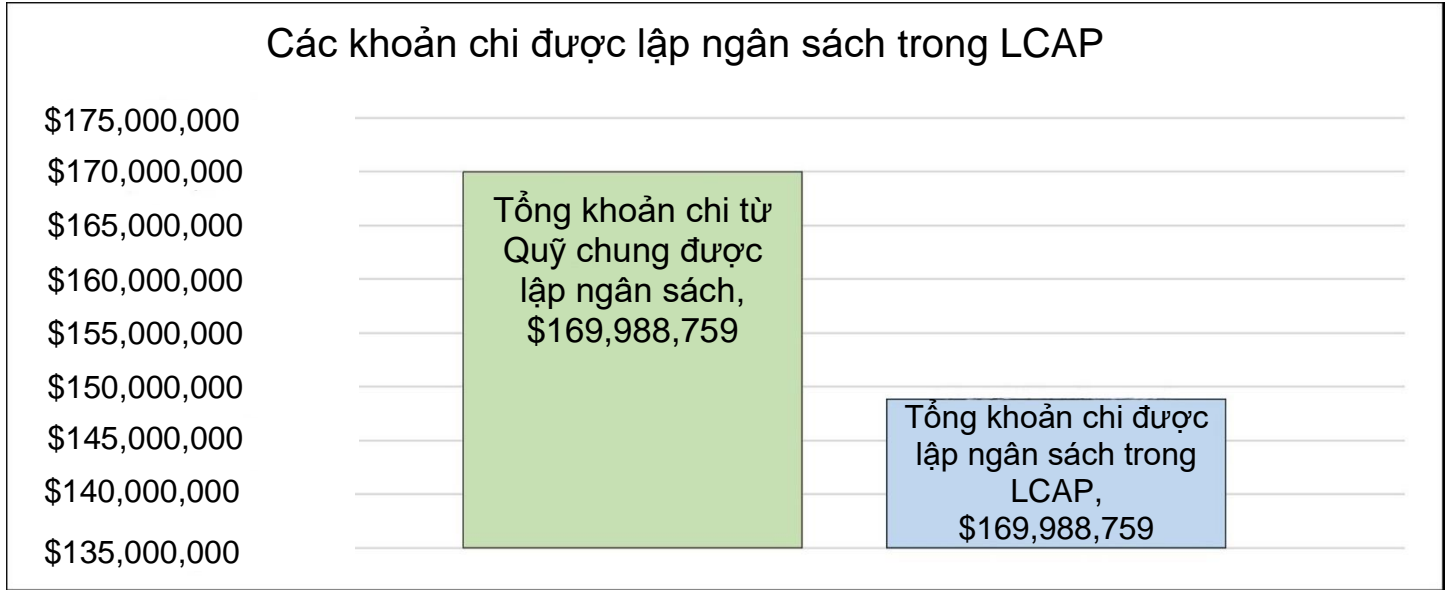 Các khoản chi được lập ngân sách trong LCAP
$175,000,000
$170,000,000
$165,000,000
$160,000,000
$155,000,000
$150,000,000
$145,000,000
$140,000,000
$135,000,000
Tổng khoản chi từ
Quỹ chung được
lập ngân sách,
$169,988,759
Tổng khoản chi được
lập ngân sách trong
LCAP,
$169,988,759